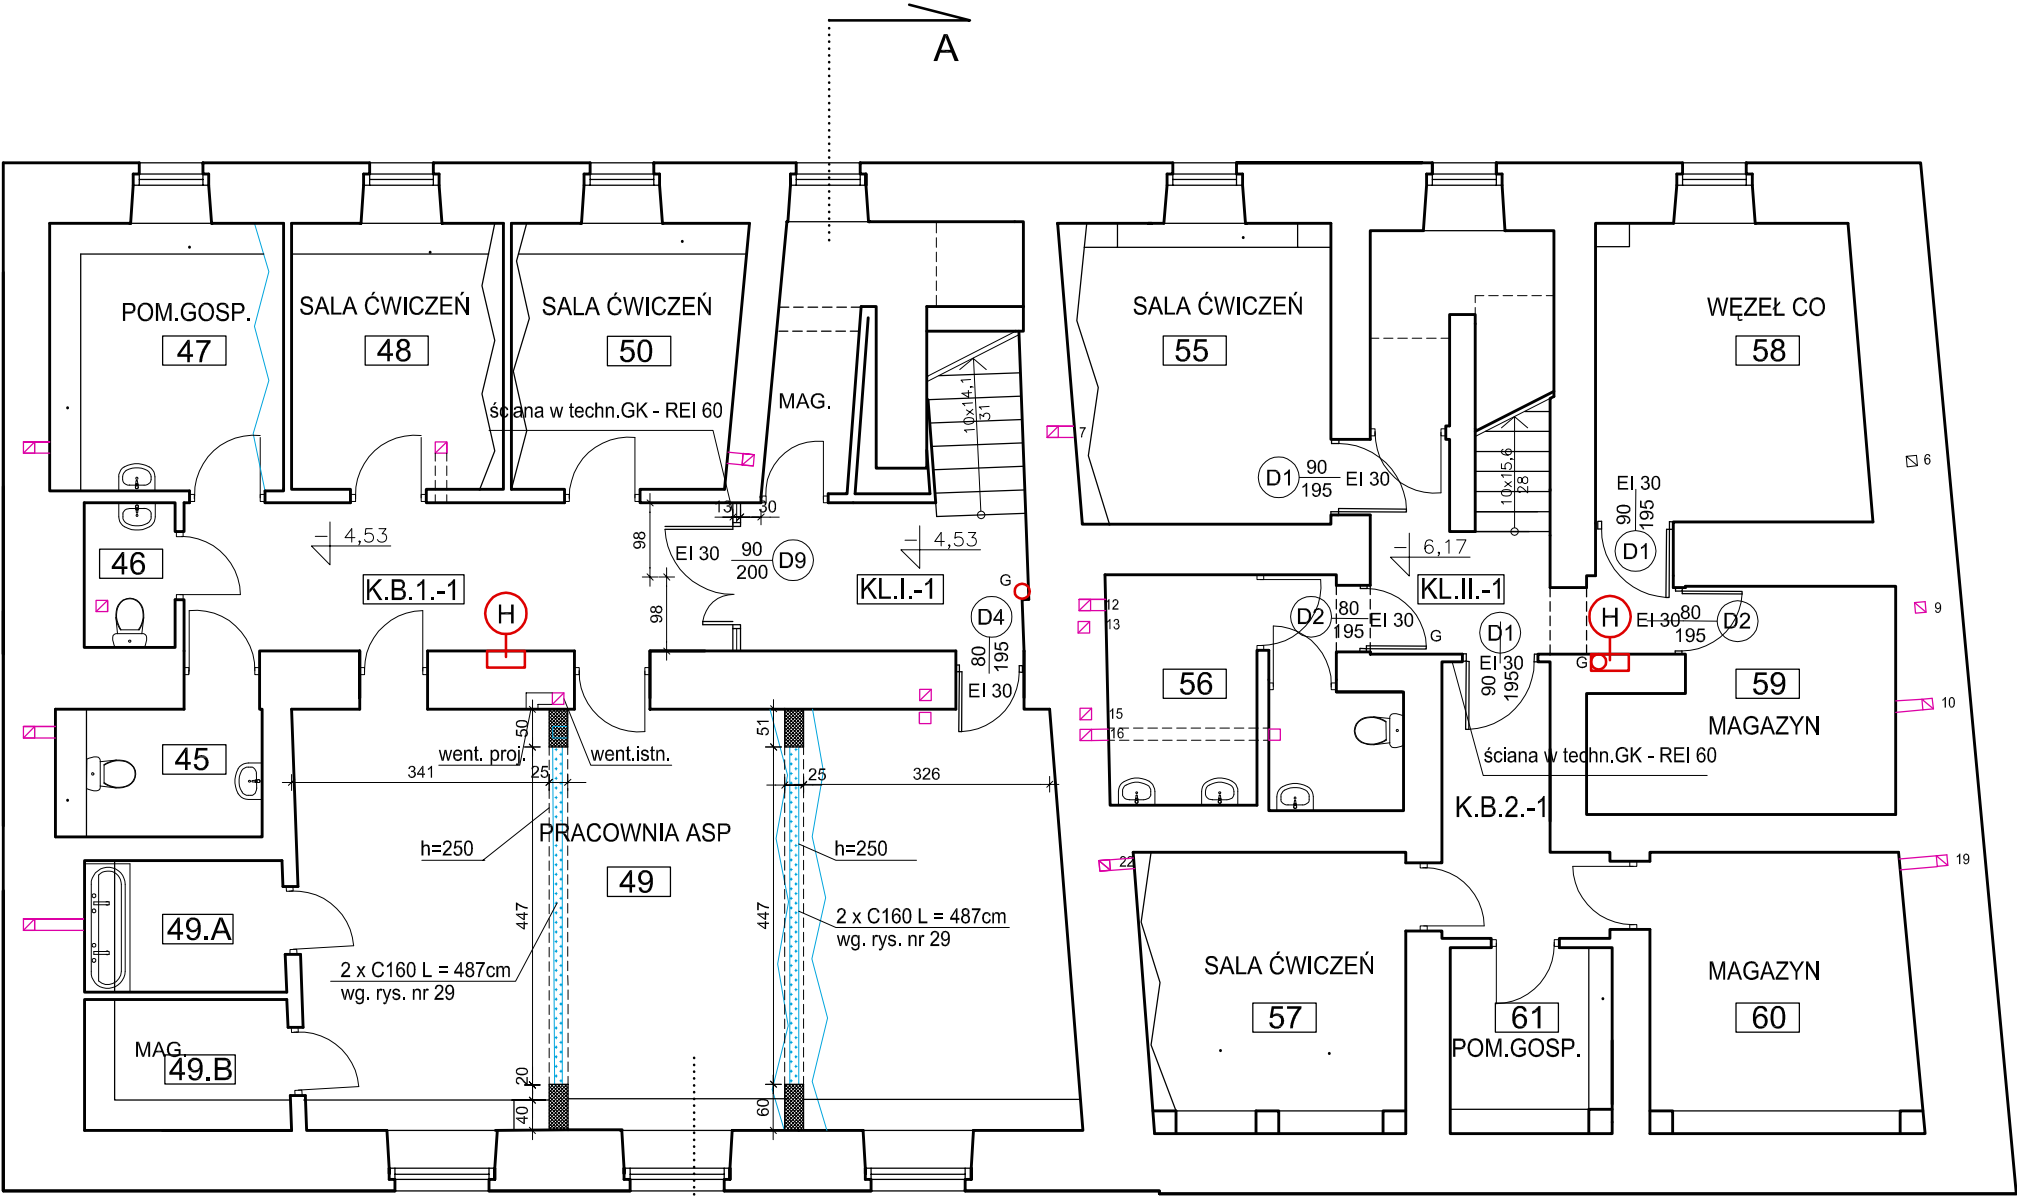 A
POM.GOSP.
47
SALA ĆWICZEŃ
48
SALA ĆWICZEŃ
50
MAG.
10x14,1
31
SALA ĆWICZEŃ
55
WĘZEŁ CO
58
ściana w techn.GK - REI 60
7
D1
90
195
EI 30
10x15,6
28
EI 30
90
195
D1
6
46
- 4,53
K.B.1.-1
H
13
30
98
98
EI 30
90
200
D9
- 4,53
KL.I.-1
G
D4
80
195
EI 30
- 6,17
KL.II.-1
12
13
15
16
D2
80
195
EI 30
G
D1
EI 30
90
195
H
G
EI 30
80
195
D2
9
56
59
MAGAZYN
10
45
50
went. proj.
went.istn.
341
25
51
25
326
ściana w techn.GK - REI 60
K.B.2.-1
PRACOWNIA ASP
49
h=250
h=250
22
19
49.A
447
447
2 x C160 L = 487cm
wg. rys. nr 29
2 x C160 L = 487cm
wg. rys. nr 29
SALA ĆWICZEŃ
57
61
POM.GOSP.
MAGAZYN
60
MAG.
49.B
20
40
60